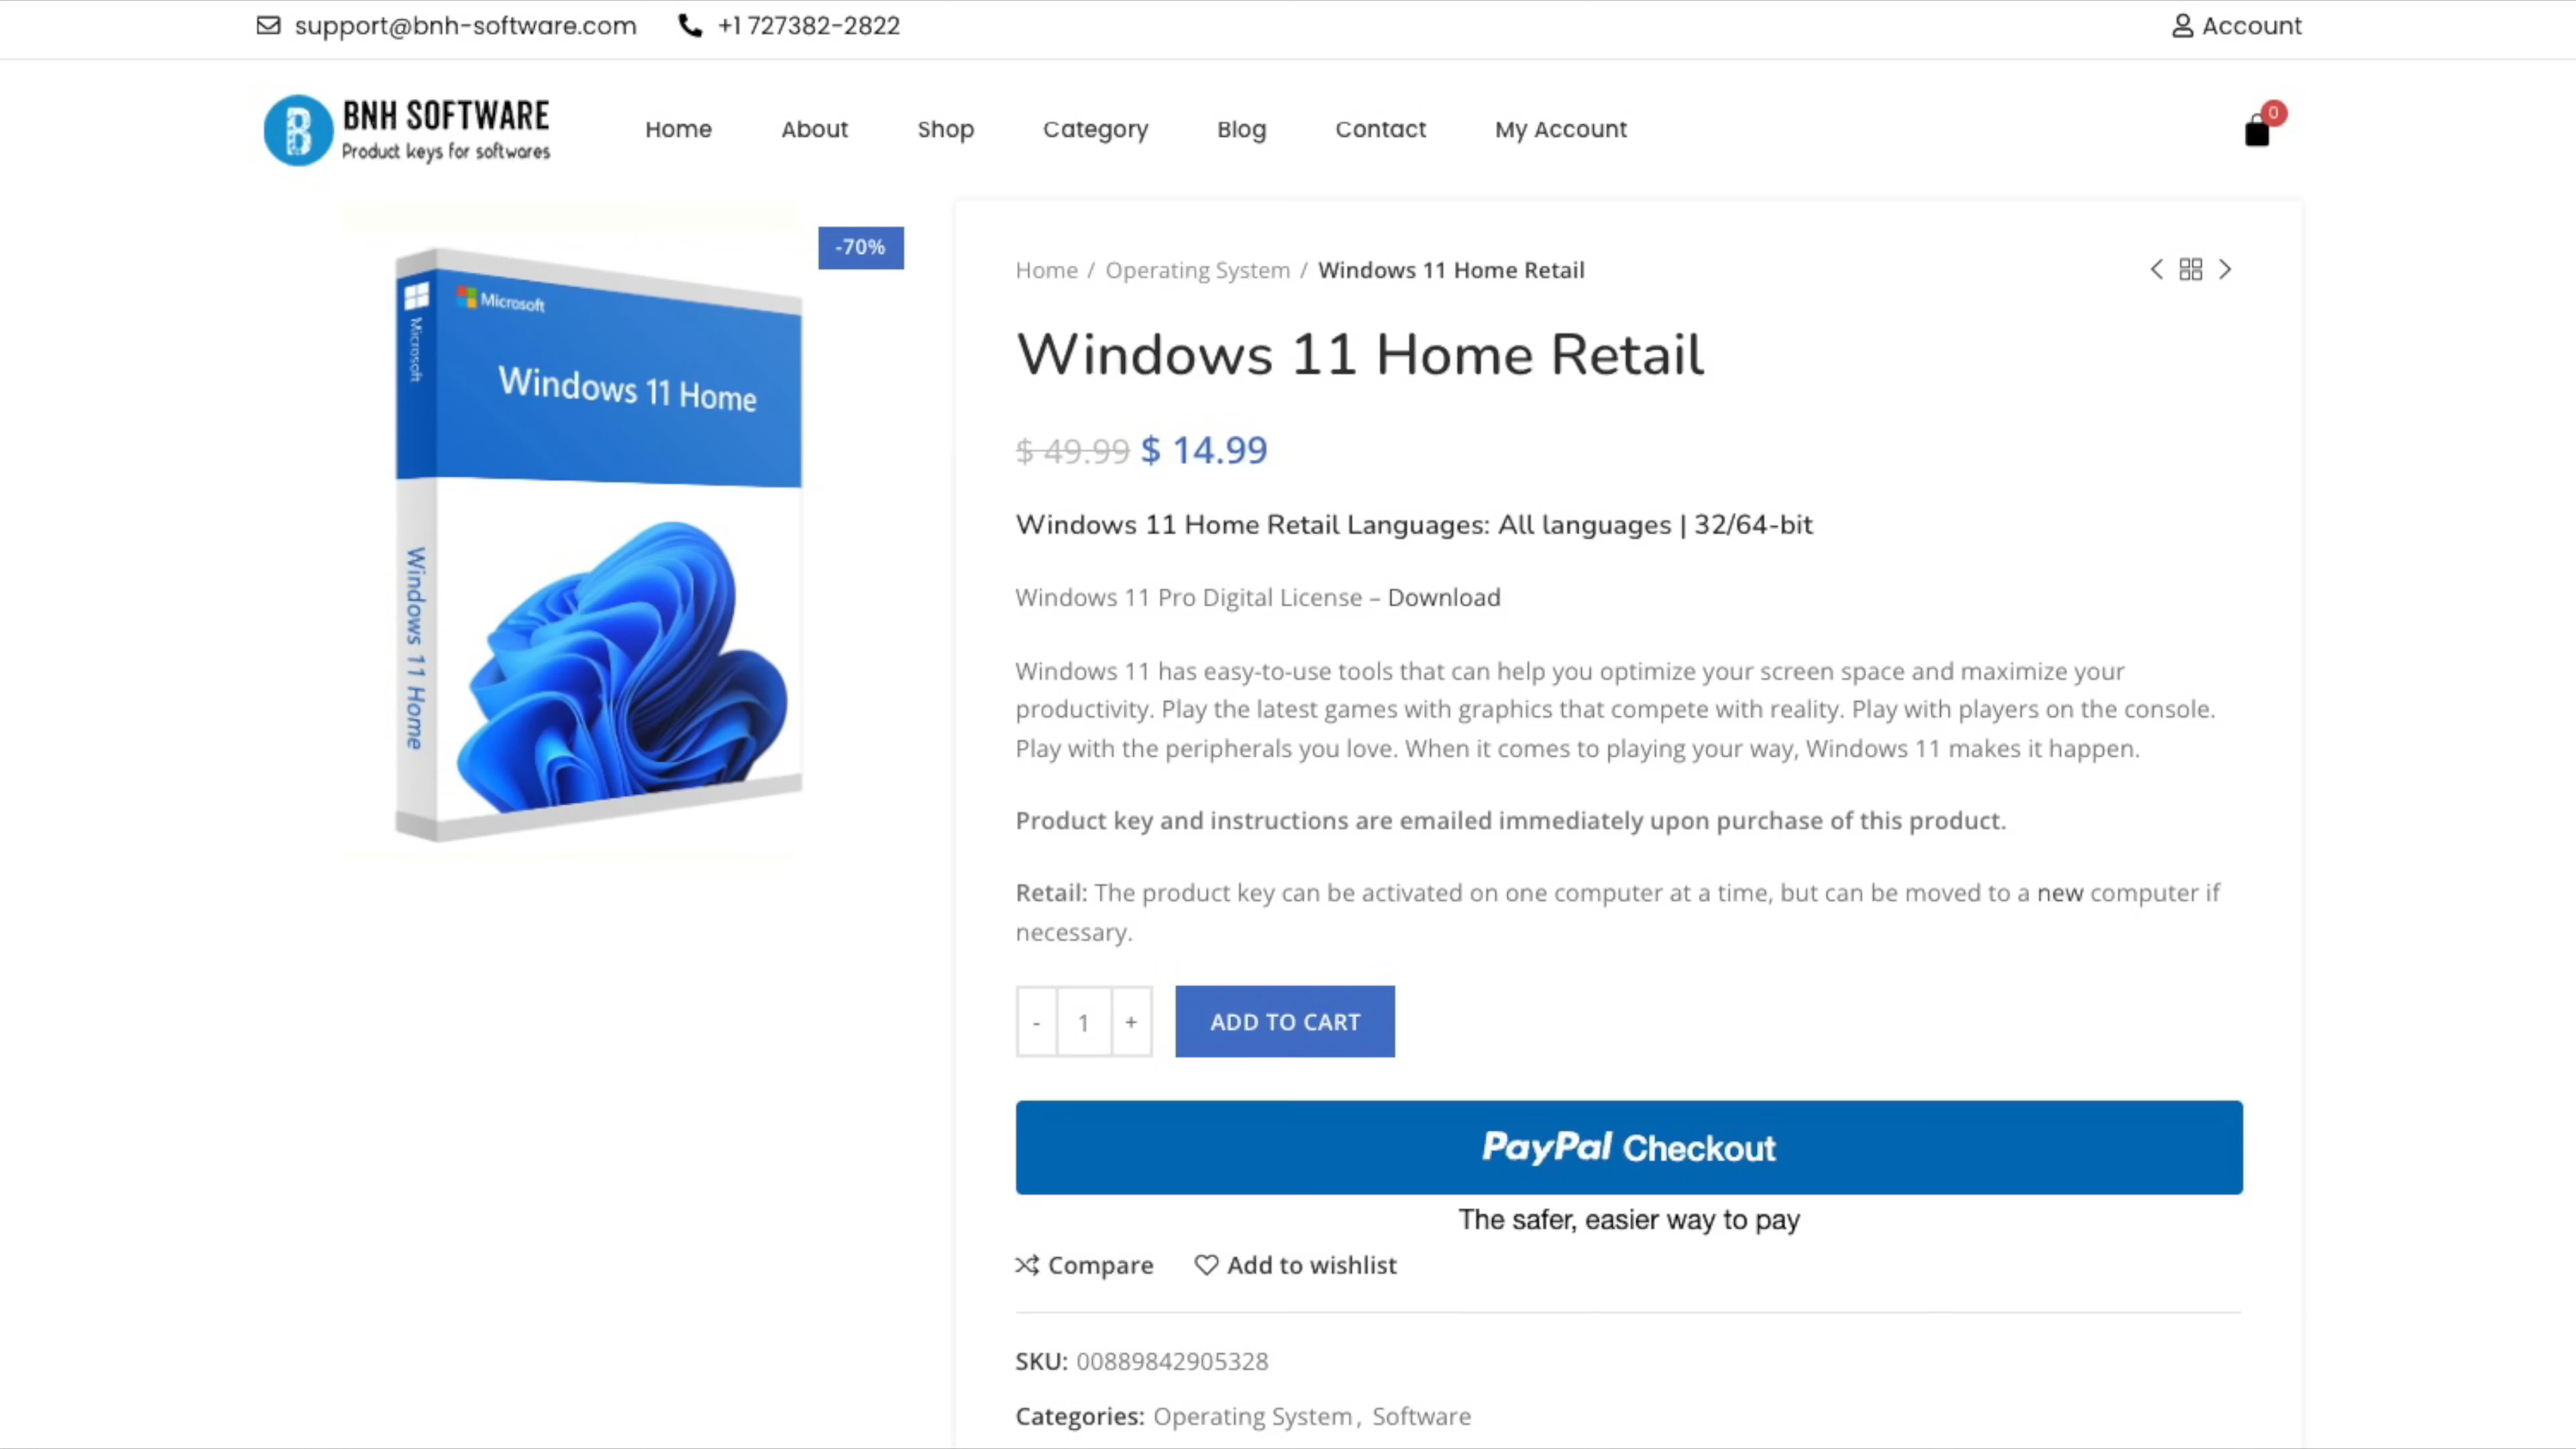 support@bnh-software.com +1 727382-2822 Account
BNH SOFTWARE
Product keys for softwares
Home About Shop Category Blog Contact My Account
0
-70%
Microsoft
Microsoft
Windows 11 Home
Windows 11 Home
Home / Operating System / Windows 11 Home Retail
Windows 11 Home Retail
$ 49.99 $ 14.99
Windows 11 Home Retail Languages: All languages | 32/64-bit
Windows 11 Pro Digital License – Download
Windows 11 has easy-to-use tools that can help you optimize your screen space and maximize your
productivity. Play the latest games with graphics that compete with reality. Play with players on the console.
Play with the peripherals you love. When it comes to playing your way, Windows 11 makes it happen.
Product key and instructions are emailed immediately upon purchase of this product.
Retail: The product key can be activated on one computer at a time, but can be moved to a new computer if
necessary.
- 1 + ADD TO CART
PayPal Checkout
The safer, easier way to pay
Compare Add to wishlist
SKU: 00889842905328
Categories: Operating System, Software